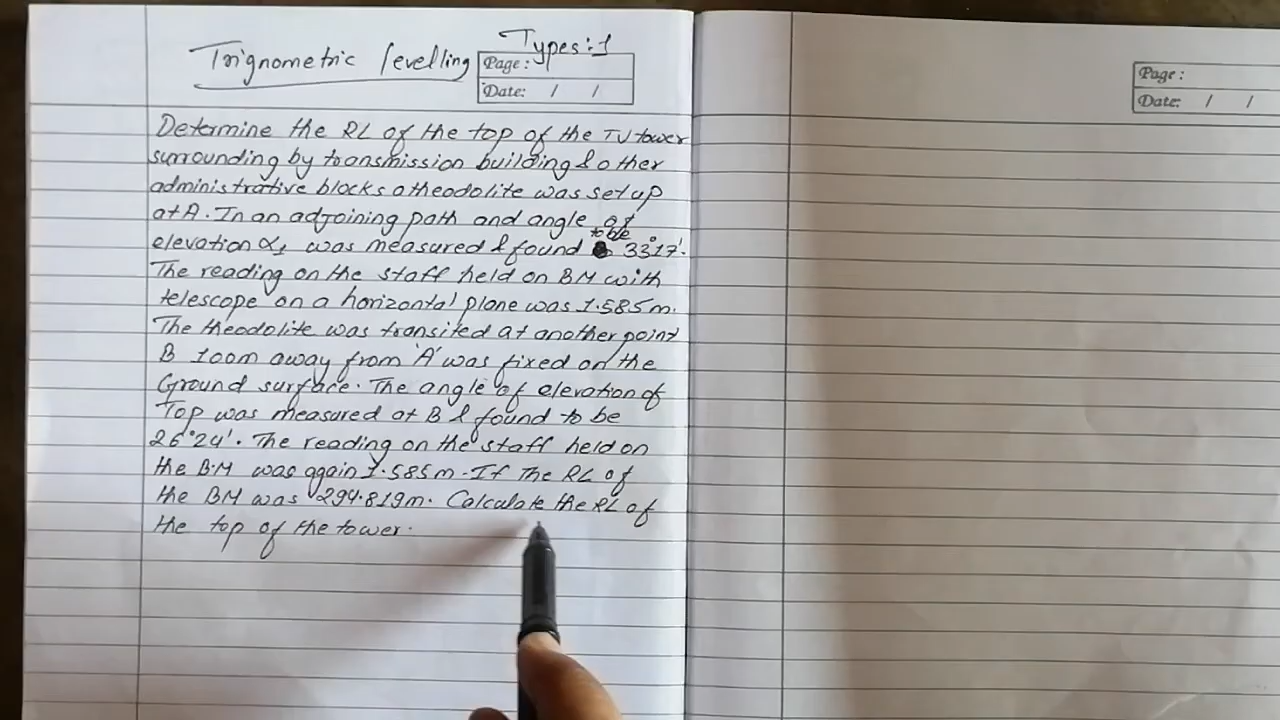 Trignometric levelling
Types:1
Page :
Date: / /
Determine the RL of the top of the TV tower
surrounding by transmission building & other
administrative blocks a theodolite was set up
at A. In an adjoining path and angle of
elevation α₁ was measured & found to be 33°17'.
The reading on the staff held on BM with
telescope on a horizontal plane was 1.585m.
The theodolite was transited at another point
B 100m away from 'A' was fixed on the
Ground surface. The angle of elevation of
Top was measured at B & found to be
26°24'. The reading on the staff held on
the B.M was again 1.585m. If the RL of
the BM was 294.819m. Calculate the RL of
the top of the tower.
Page :
Date: / /